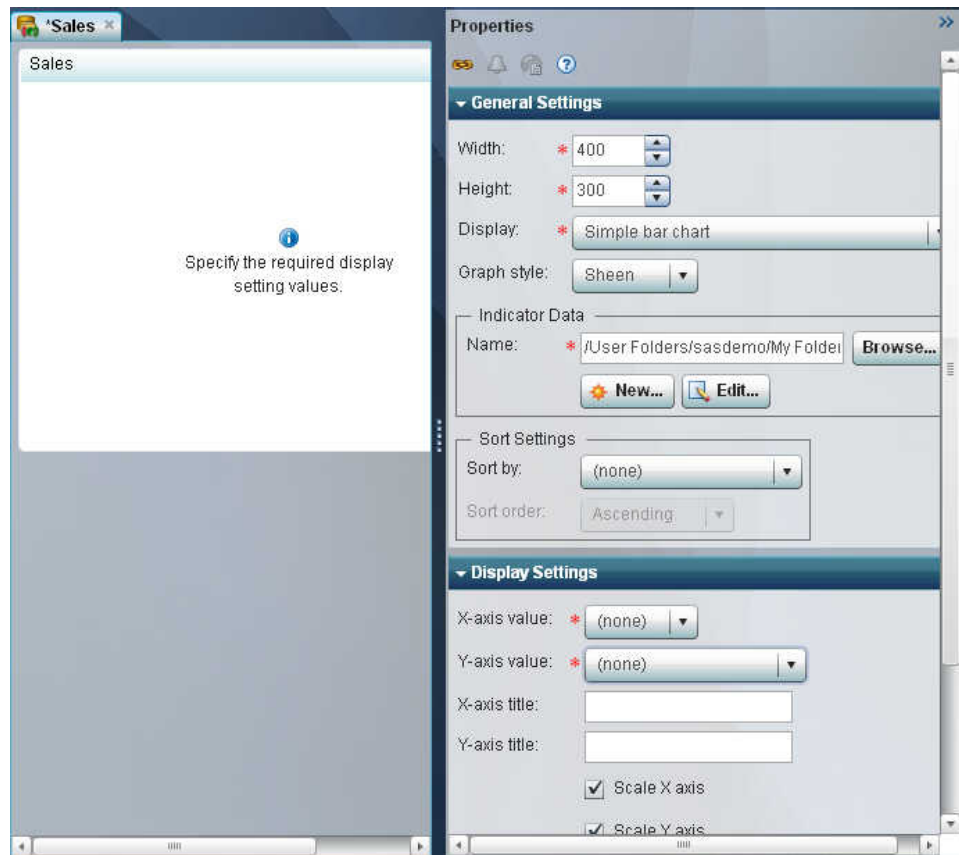 *Sales
Sales
Specify the required display
setting values.
Properties
General Settings
Width: * 400
Height: * 300
Display: * Simple bar chart
Graph style: Sheen
Indicator Data
Name: * /User Folders/sasdemo/My Folder Browse...
New... Edit...
Sort Settings
Sort by: (none)
Sort order: Ascending
Display Settings
X-axis value: * (none)
Y-axis value: * (none)
X-axis title:
Y-axis title:
Scale X axis
Scale Y axis